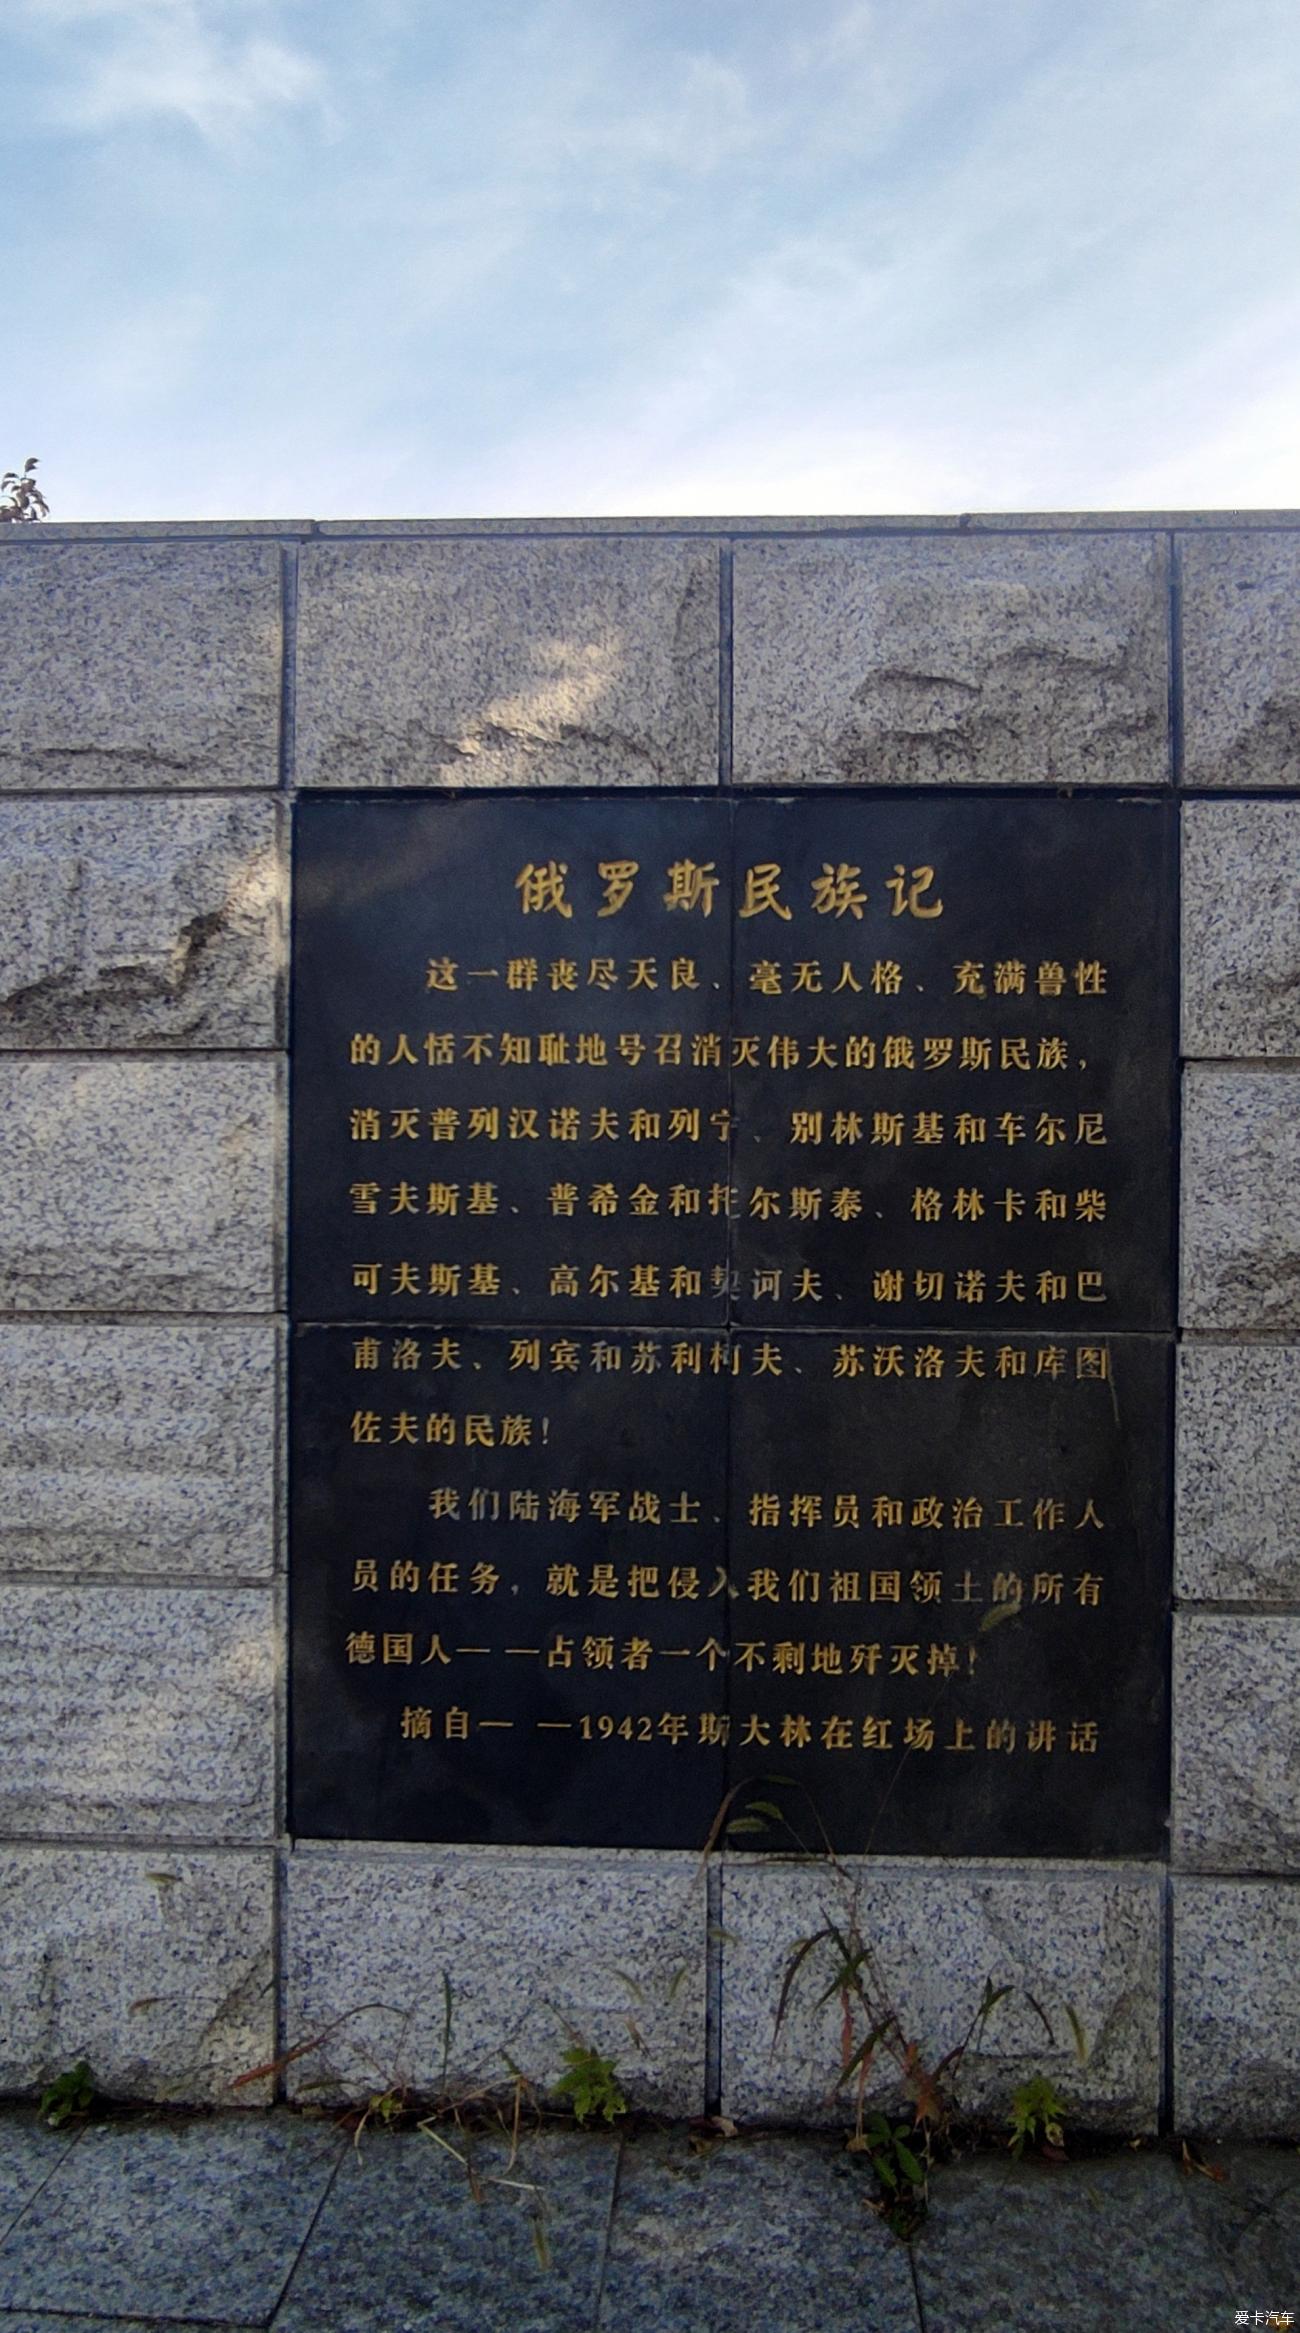 俄罗斯民族记
这一群丧尽天良、毫无人格、充满兽性
的人恬不知耻地号召消灭伟大的俄罗斯民族，
消灭普列汉诺夫和列宁、别林斯基和车尔尼
雪夫斯基、普希金和托尔斯泰、格林卡和柴
可夫斯基、高尔基和契诃夫、谢切诺夫和巴
甫洛夫、列宾和苏利柯夫、苏沃洛夫和库图
佐夫的民族！
我们陆海军战士、指挥员和政治工作人
员的任务，就是把侵入我们祖国领土的所有
德国人— —占领者一个不剩地歼灭掉！
摘自— —1942年斯大林在红场上的讲话
爱卡汽车